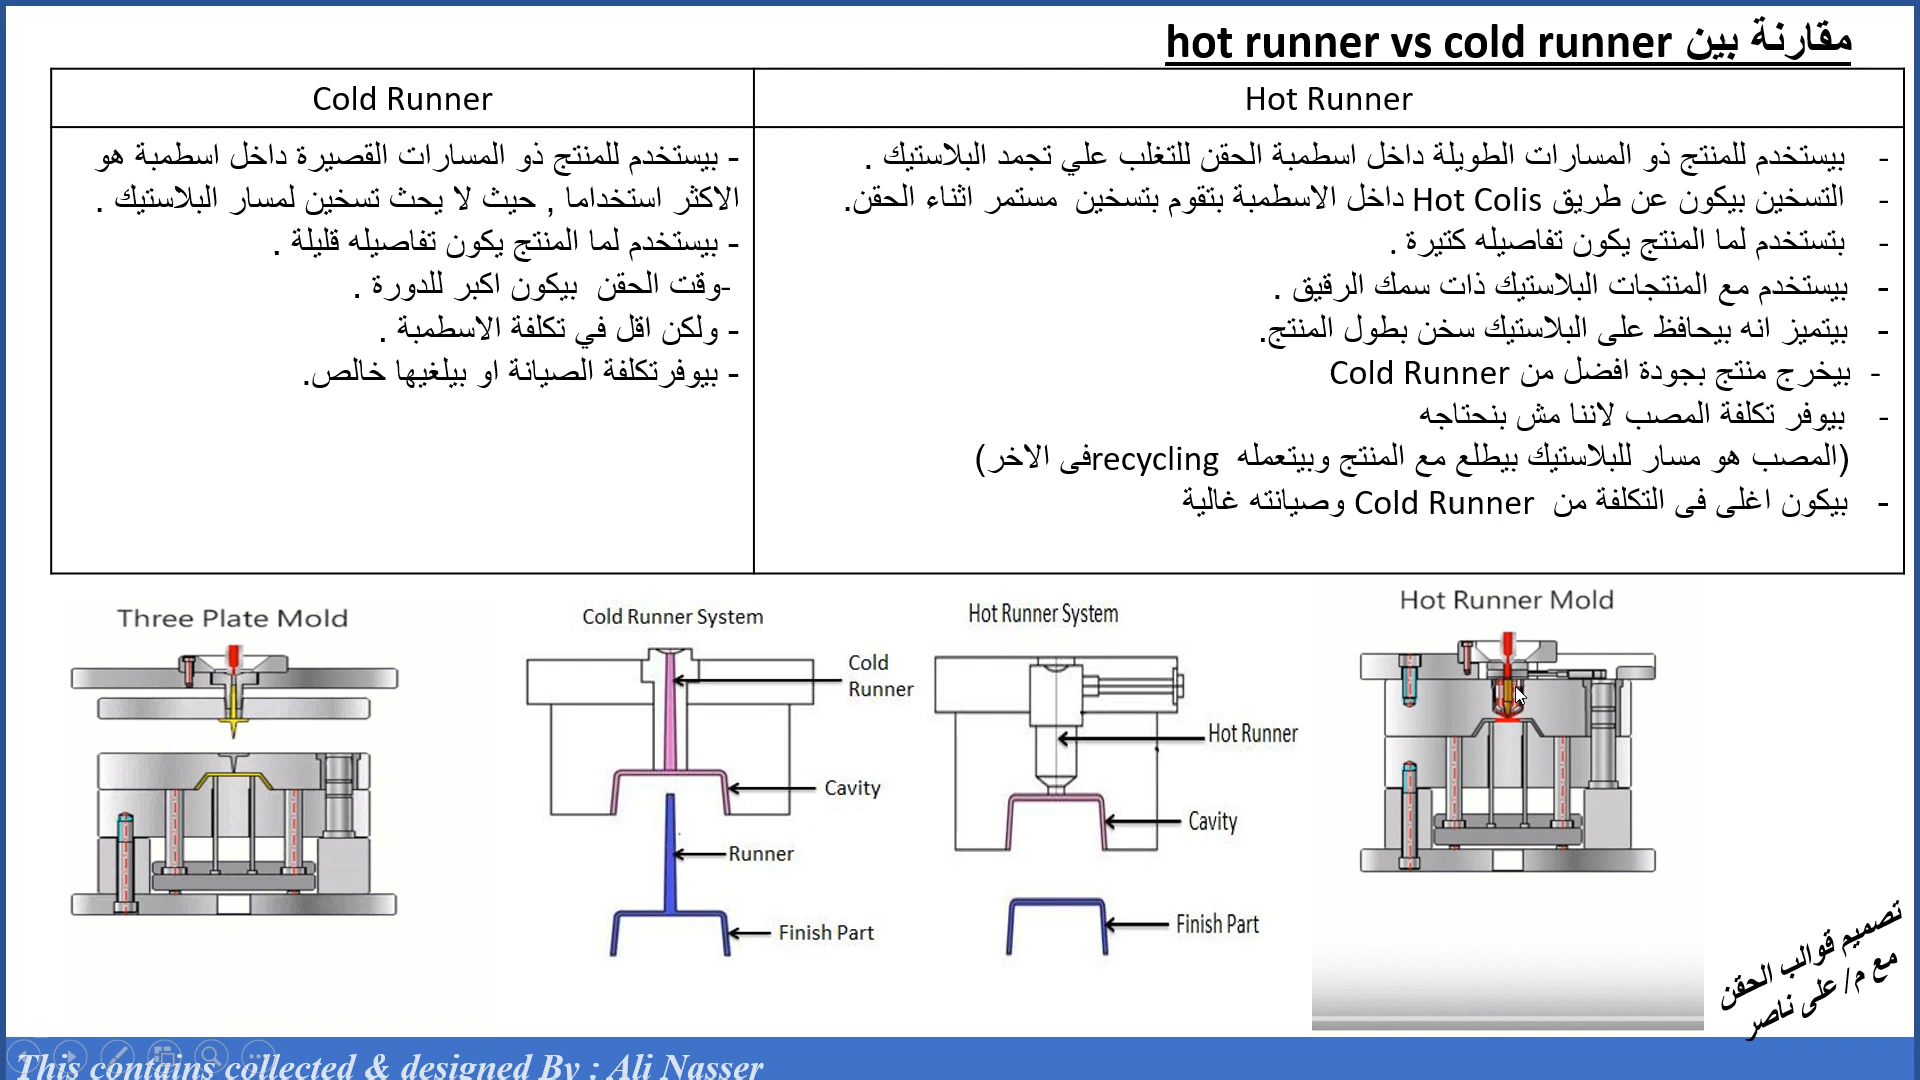 مقارنة بين hot runner vs cold runner
Hot Runner
- بيستخدم للمنتج ذو المسارات الطويلة داخل اسطمبة الحقن للتغلب علي تجمد البلاستيك .
- التسخين بيكون عن طريق Hot Colis داخل الاسطمبة بتقوم بتسخين مستمر اثناء الحقن.
- بتستخدم لما المنتج يكون تفاصيله كتيرة .
- بيستخدم مع المنتجات البلاستيك ذات سمك الرقيق .
- بيتميز انه بيحافظ على البلاستيك سخن بطول المنتج.
- بيخرج منتج بجودة افضل من Cold Runner
- بيوفر تكلفة المصب لاننا مش بنحتاجه
(المصب هو مسار للبلاستيك بيطلع مع المنتج وبيتعمله recyclingفى الاخر)
- بيكون اغلى فى التكلفة من Cold Runner وصيانته غالية
Cold Runner
- بيستخدم للمنتج ذو المسارات القصيرة داخل اسطمبة هو
الاكثر استخداما , حيث لا يحث تسخين لمسار البلاستيك .
- بيستخدم لما المنتج يكون تفاصيله قليلة .
-وقت الحقن بيكون اكبر للدورة .
- ولكن اقل في تكلفة الاسطمبة .
- بيوفرتكلفة الصيانة او بيلغيها خالص.
Three Plate Mold
Cold Runner System
Cold
Runner
Cavity
Runner
Finish Part
Hot Runner System
Hot Runner
Cavity
Finish Part
Hot Runner Mold
تصميم قوالب الحقن
مع م/ على ناصر
This contains collected & designed By : Ali Nasser